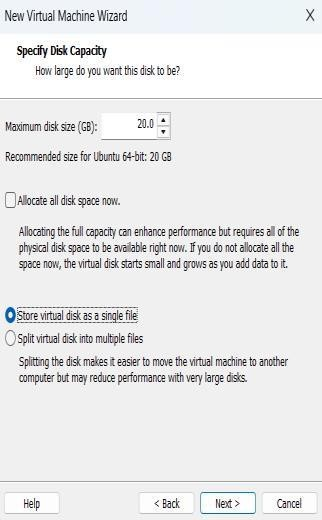 New Virtual Machine Wizard X
Specify Disk Capacity
How large do you want this disk to be?
Maximum disk size (GB): 20.0
Recommended size for Ubuntu 64-bit: 20 GB
Allocate all disk space now.
Allocating the full capacity can enhance performance but requires all of the
physical disk space to be available right now. If you do not allocate all the
space now, the virtual disk starts small and grows as you add data to it.
Store virtual disk as a single file
Split virtual disk into multiple files
Splitting the disk makes it easier to move the virtual machine to another
computer but may reduce performance with very large disks.
Help < Back Next > Cancel